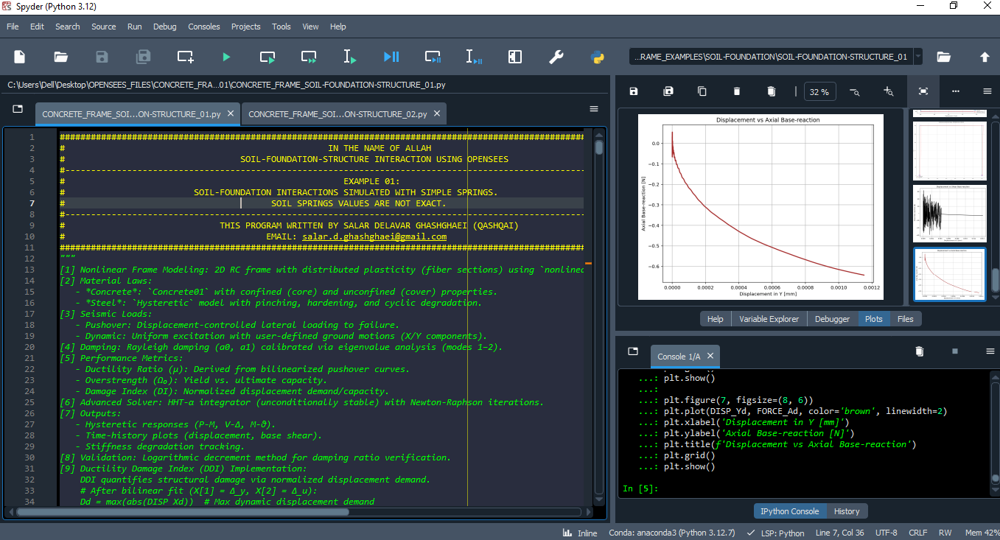 Spyder (Python 3.12)
File Edit Search Source Run Debug Consoles Projects Tools View Help
...RAME_EXAMPLES\SOIL-FOUNDATION\SOIL-FOUNDATION-STRUCTURE_01
C:\Users\Dell\Desktop\OPENSEES_FILES\CONCRETE_FRA...01\CONCRETE_FRAME_SOIL-FOUNDATION-STRUCTURE_01.py
CONCRETE_FRAME_SOI...ON-STRUCTURE_01.py
CONCRETE_FRAME_SOI...ON-STRUCTURE_02.py
1 ####################################################################################################
2 # IN THE NAME OF ALLAH
3 # SOIL-FOUNDATION-STRUCTURE INTERACTION USING OPENSEES
4 #----------------------------------------------------------------------------------------------------
5 # EXAMPLE 01:
6 # SOIL-FOUNDATION INTERACTIONS SIMULATED WITH SIMPLE SPRINGS.
7 # SOIL SPRINGS VALUES ARE NOT EXACT.
8 #----------------------------------------------------------------------------------------------------
9 # THIS PROGRAM WRITTEN BY SALAR DELAVAR GHASHGHAEI (QASHQAI)
10 # EMAIL: salar.d.ghashghaei@gmail.com
11 ####################################################################################################
12 """
13 [1] Nonlinear Frame Modeling: 2D RC frame with distributed plasticity (fiber sections) using `nonlinea
14 [2] Material Laws:
15 - *Concrete*: `Concrete01` with confined (core) and unconfined (cover) properties.
16 - *Steel*: `Hysteretic` model with pinching, hardening, and cyclic degradation.
17 [3] Seismic Loads:
18 - Pushover: Displacement-controlled lateral loading to failure.
19 - Dynamic: Uniform excitation with user-defined ground motions (X/Y components).
20 [4] Damping: Rayleigh damping (a0, a1) calibrated via eigenvalue analysis (modes 1–2).
21 [5] Performance Metrics:
22 - Ductility Ratio (μ): Derived from bilinearized pushover curves.
23 - Overstrength (Ω₀): Yield vs. ultimate capacity.
24 - Damage Index (DI): Normalized displacement demand/capacity.
25 [6] Advanced Solver: HHT-α integrator (unconditionally stable) with Newton-Raphson iterations.
26 [7] Outputs:
27 - Hysteretic responses (P-M, V-Δ, M-θ).
28 - Time-history plots (displacement, base shear).
29 - Stiffness degradation tracking.
30 [8] Validation: Logarithmic decrement method for damping ratio verification.
31 [9] Ductility Damage Index (DDI) Implementation:
32 DDI quantifies structural damage via normalized displacement demand.
33 # After bilinear fit (X[1] = Δ_y, X[2] = Δ_u):
34 Dd = max(abs(DISP_Xd)) # Max dynamic displacement demand
32 %
Displacement vs Axial Base-reaction
Axial Base-reaction [N]
0.0
−0.1
−0.2
−0.3
−0.4
−0.5
−0.6
0.0000 0.0002 0.0004 0.0006 0.0008 0.0010 0.0012
Displacement in Y [mm]
Help Variable Explorer Debugger Plots Files
Console 1/A
...: plt.show()
...:
...: plt.figure(7, figsize=(8, 6))
...: plt.plot(DISP_Yd, FORCE_Ad, color='brown', linewidth=2)
...: plt.xlabel('Displacement in Y [mm]')
...: plt.ylabel('Axial Base-reaction [N]')
...: plt.title(f'Displacement vs Axial Base-reaction')
...: plt.grid()
...: plt.show()
In [5]:
IPython Console History
Inline Conda: anaconda3 (Python 3.12.7) LSP: Python Line 7, Col 36 UTF-8 CRLF RW Mem 42%